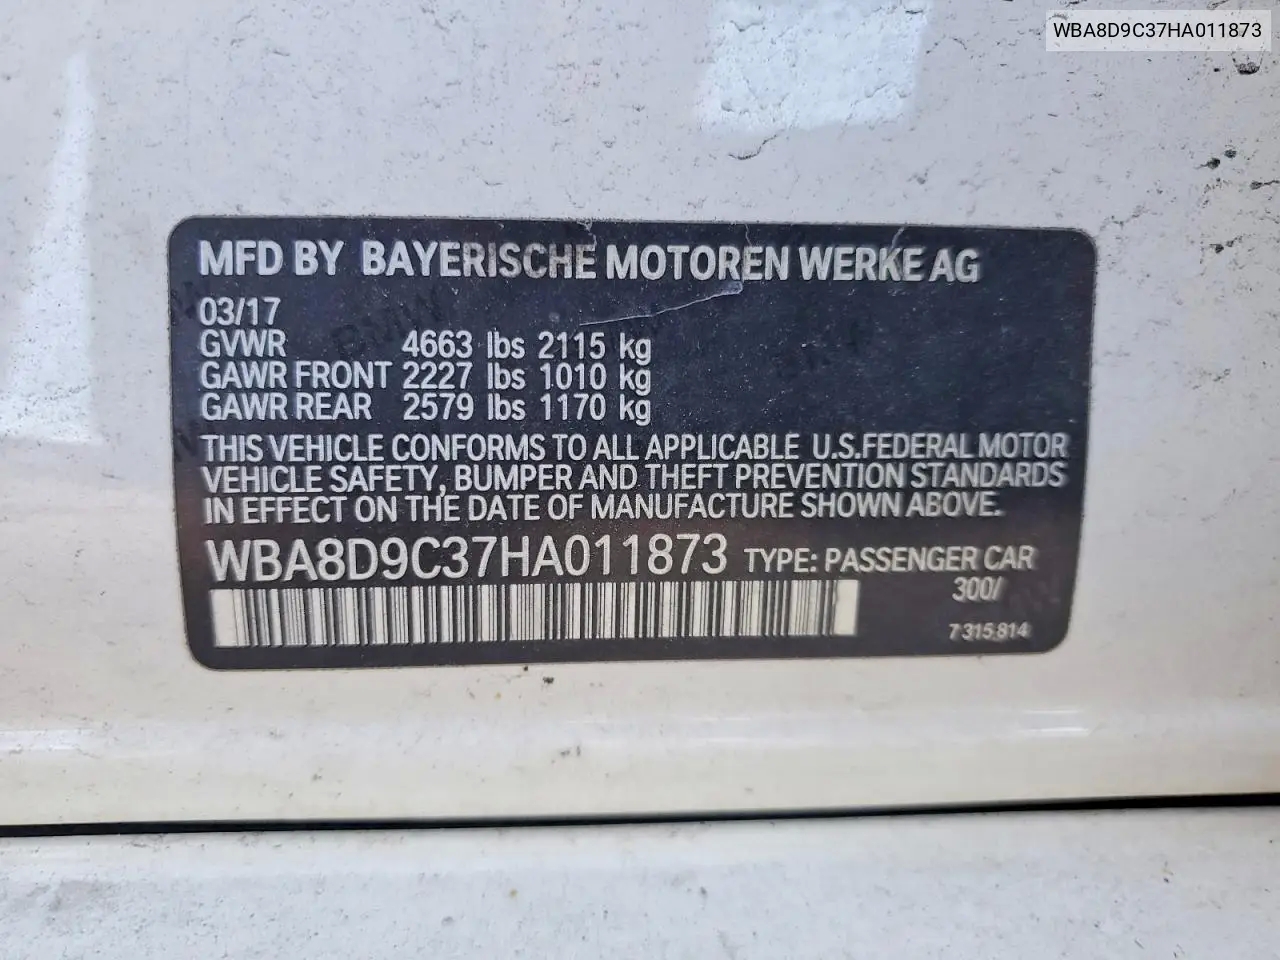 WBA8D9C37HA011873
MFD BY BAYERISCHE MOTOREN WERKE AG
03/17
GVWR 4663 lbs 2115 kg
GAWR FRONT 2227 lbs 1010 kg
GAWR REAR 2579 lbs 1170 kg
THIS VEHICLE CONFORMS TO ALL APPLICABLE U.S.FEDERAL MOTOR
VEHICLE SAFETY, BUMPER AND THEFT PREVENTION STANDARDS
IN EFFECT ON THE DATE OF MANUFACTURE SHOWN ABOVE.
WBA8D9C37HA011873 TYPE: PASSENGER CAR
300/
7 315 814